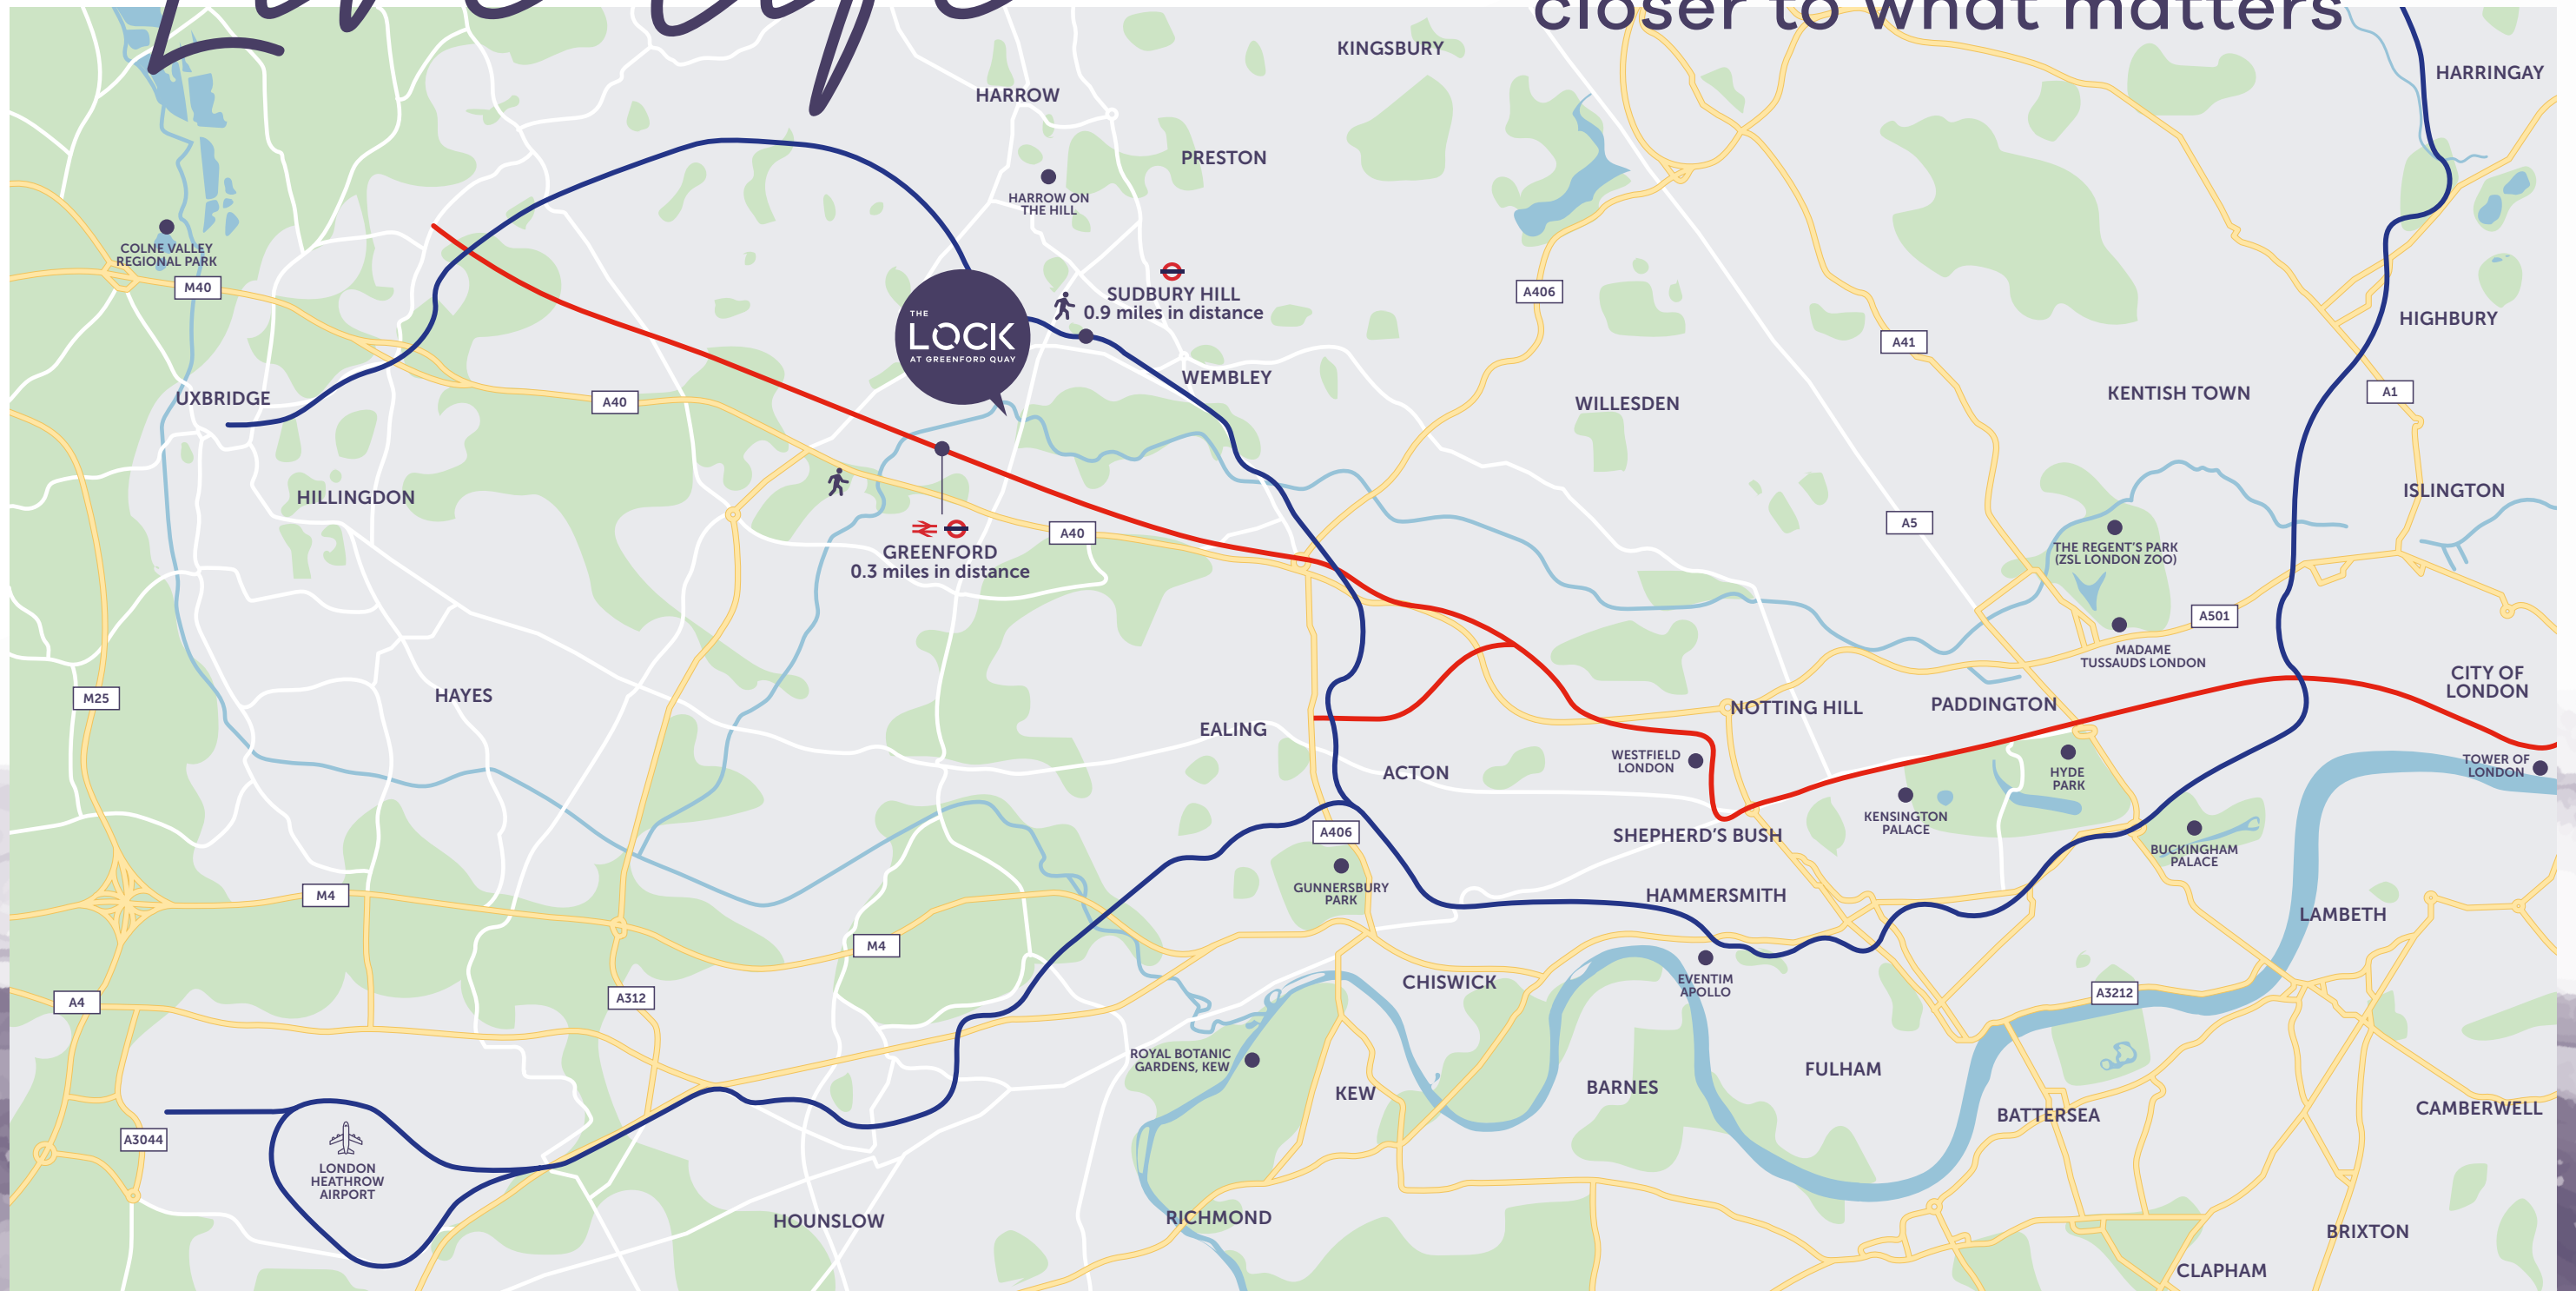 Live life
closer to what matters
KINGSBURY
HARRINGAY
HARROW
PRESTON
HARROW ON
THE HILL
COLNE VALLEY
REGIONAL PARK
M40
SUDBURY HILL
0.9 miles in distance
A406
THE
LOCK
AT GREENFORD QUAY
HIGHBURY
A41
WEMBLEY
UXBRIDGE
A40
WILLESDEN
KENTISH TOWN
A1
HILLINGDON
ISLINGTON
A40
A5
GREENFORD
0.3 miles in distance
THE REGENT'S PARK
(ZSL LONDON ZOO)
A501
MADAME
TUSSAUDS LONDON
M25
HAYES
CITY OF
LONDON
NOTTING HILL
PADDINGTON
EALING
ACTON
WESTFIELD
LONDON
HYDE
PARK
TOWER OF
LONDON
KENSINGTON
PALACE
A406
SHEPHERD'S BUSH
BUCKINGHAM
PALACE
M4
GUNNERSBURY
PARK
HAMMERSMITH
LAMBETH
M4
CHISWICK
EVENTIM
APOLLO
A4
A312
A3212
ROYAL BOTANIC
GARDENS, KEW
KEW
BARNES
FULHAM
BATTERSEA
CAMBERWELL
A3044
LONDON
HEATHROW
AIRPORT
HOUNSLOW
RICHMOND
BRIXTON
CLAPHAM